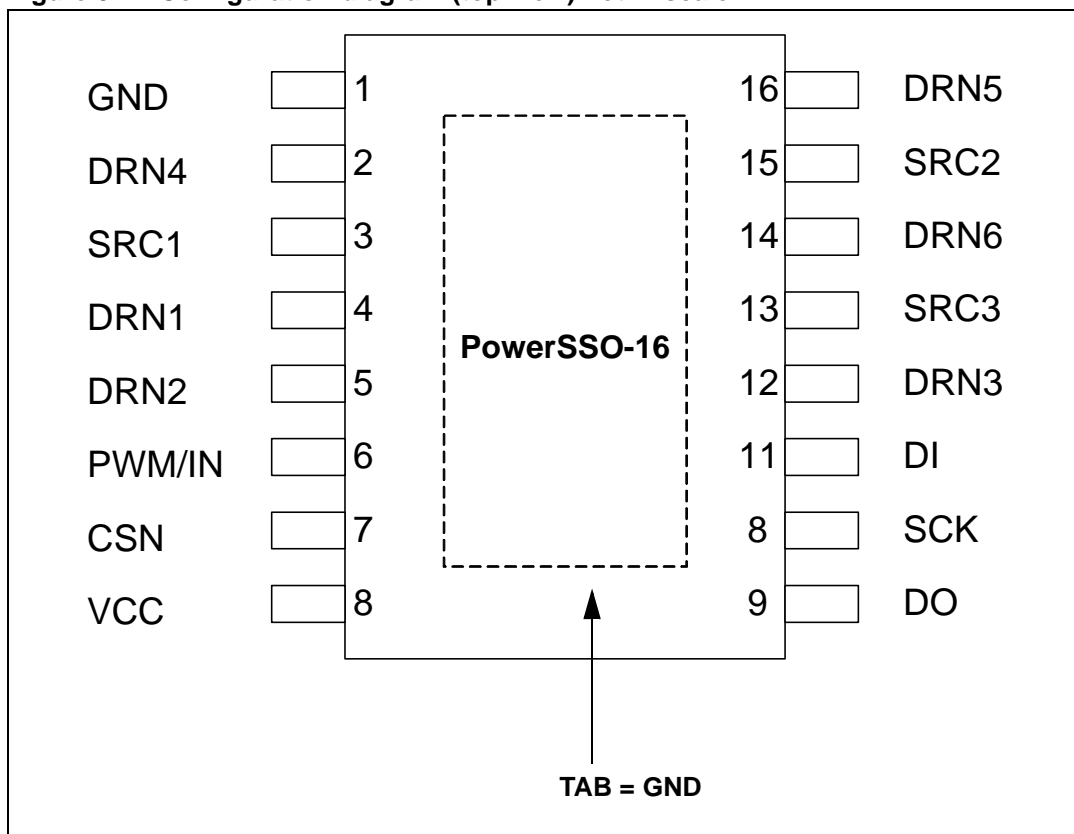 GND 1 16 DRN5
DRN4 2 15 SRC2
SRC1 3 14 DRN6
DRN1 4 13 SRC3
PowerSSO-16
DRN2 5 12 DRN3
PWM/IN 6 11 DI
CSN 7 8 SCK
VCC 8 9 DO
TAB = GND